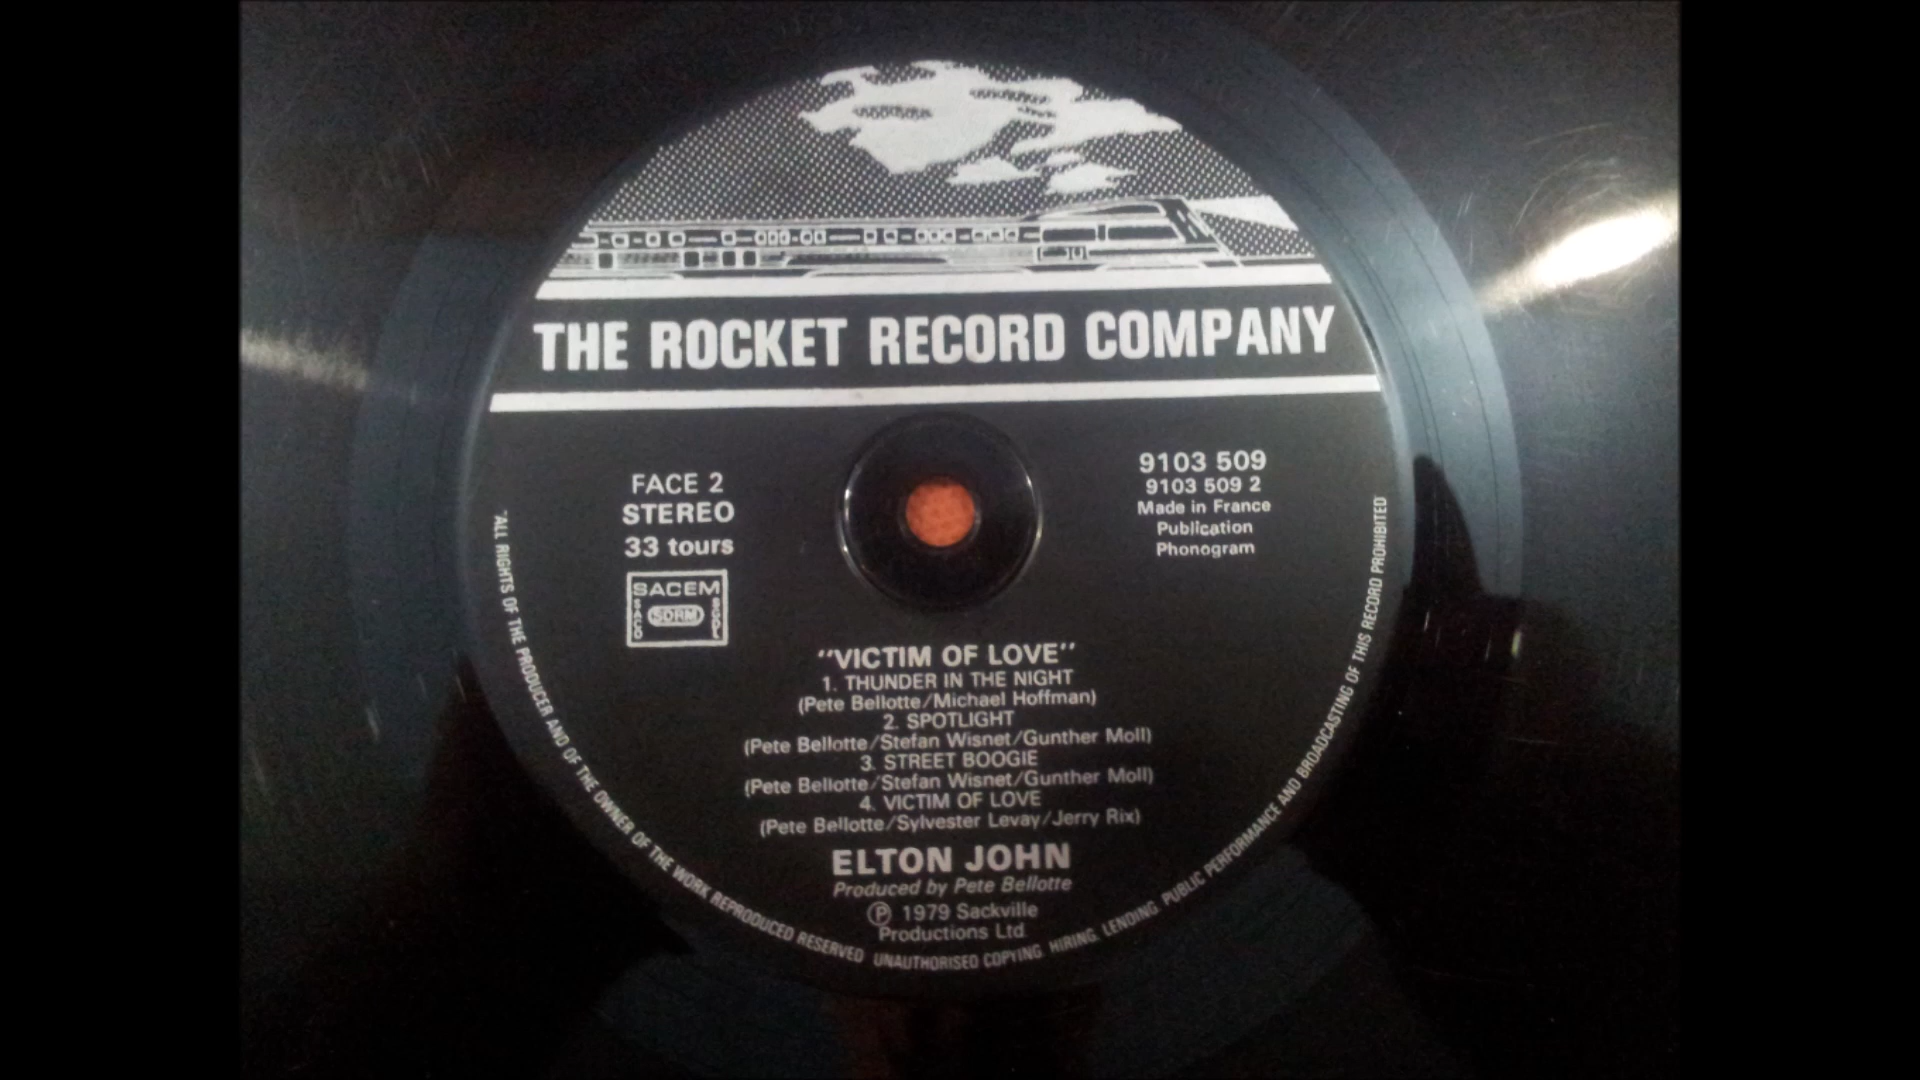 THE ROCKET RECORD COMPANY
FACE 2
STEREO
33 tours
SACEM
SACD
SDRM
SGDL
9103 509
9103 509 2
Made in France
Publication
Phonogram
"VICTIM OF LOVE"
1. THUNDER IN THE NIGHT
(Pete Bellotte/Michael Hoffman)
2. SPOTLIGHT
(Pete Bellotte/Stefan Wisnet/Gunther Moll)
3. STREET BOOGIE
(Pete Bellotte/Stefan Wisnet/Gunther Moll)
4. VICTIM OF LOVE
(Pete Bellotte/Sylvester Levay/Jerry Rix)
ELTON JOHN
Produced by Pete Bellotte
Ⓟ 1979 Sackville
Productions Ltd
"ALL RIGHTS OF THE PRODUCER AND OF THE OWNER OF THE WORK REPRODUCED RESERVED UNAUTHORISED COPYING, HIRING, LENDING, PUBLIC PERFORMANCE AND BROADCASTING OF THIS RECORD PROHIBITED